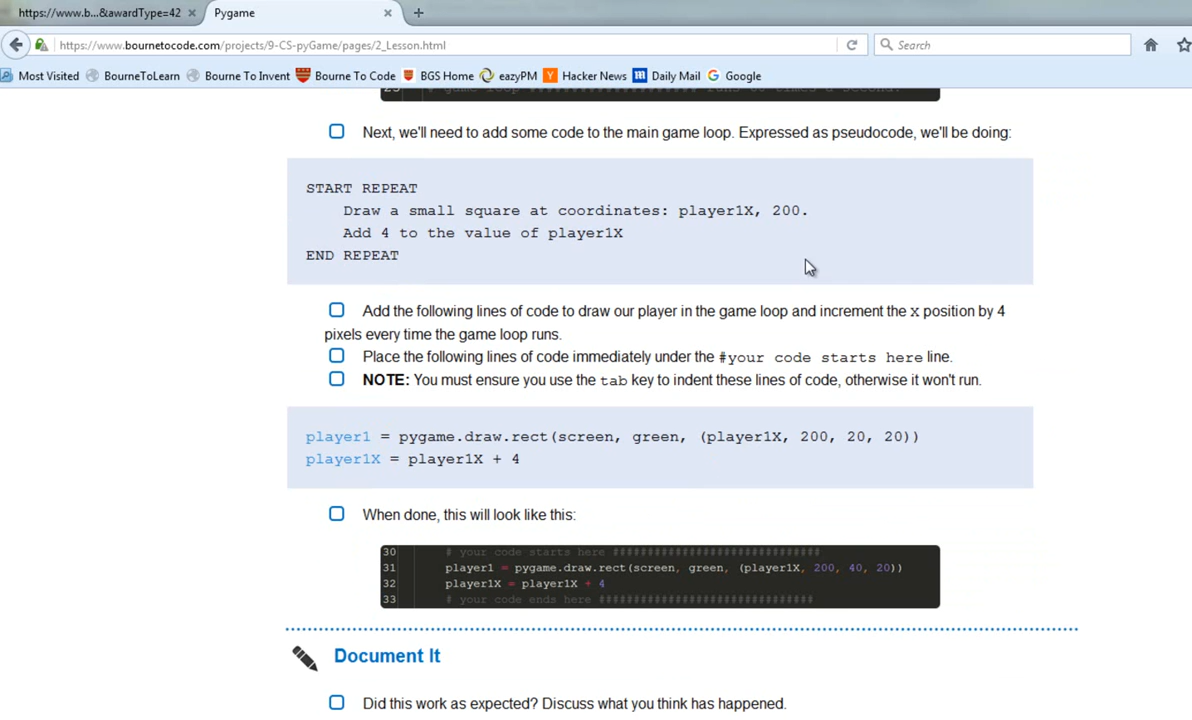 https://www.b...&awardType=42
Pygame
https://www.bournetocode.com/projects/9-CS-pyGame/pages/2_Lesson.html
Search
Most Visited BourneToLearn Bourne To Invent Bourne To Code BGS Home eazyPM Hacker News Daily Mail Google
Next, we'll need to add some code to the main game loop. Expressed as pseudocode, we'll be doing:
START REPEAT
Draw a small square at coordinates: player1X, 200.
Add 4 to the value of player1X
END REPEAT
Add the following lines of code to draw our player in the game loop and increment the x position by 4
pixels every time the game loop runs.
Place the following lines of code immediately under the #your code starts here line.
NOTE: You must ensure you use the tab key to indent these lines of code, otherwise it won't run.
player1 = pygame.draw.rect(screen, green, (player1X, 200, 20, 20))
player1X = player1X + 4
When done, this will look like this:
30 # your code starts here ##############################
31 player1 = pygame.draw.rect(screen, green, (player1X, 200, 40, 20))
32 player1X = player1X + 4
33 # your code ends here ###############################
Document It
Did this work as expected? Discuss what you think has happened.